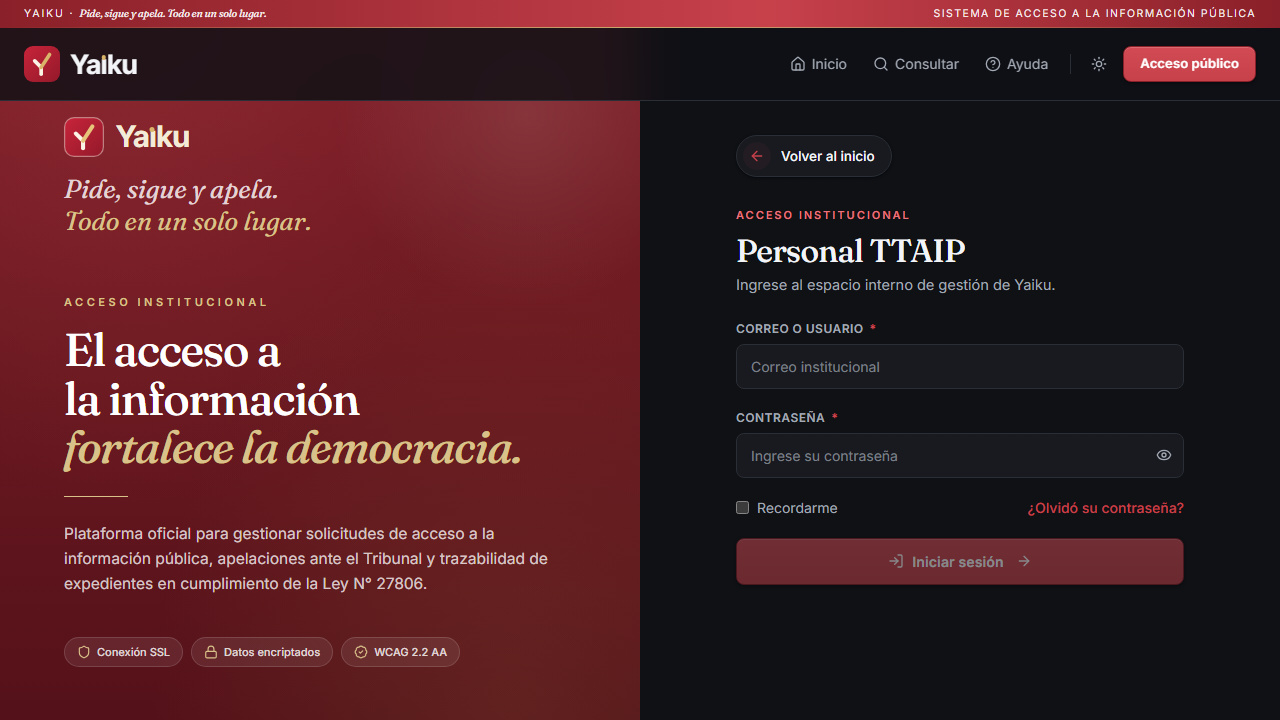 YAIKU · Pide, sigue y apela. Todo en un solo lugar.
SISTEMA DE ACCESO A LA INFORMACIÓN PÚBLICA
Yaiku
Inicio
Consultar
Ayuda
Acceso público
Yaiku
Pide, sigue y apela.
Todo en un solo lugar.
ACCESO INSTITUCIONAL
El acceso a
la información
fortalece la democracia.
Plataforma oficial para gestionar solicitudes de acceso a la
información pública, apelaciones ante el Tribunal y trazabilidad de
expedientes en cumplimiento de la Ley N° 27806.
Conexión SSL
Datos encriptados
WCAG 2.2 AA
Volver al inicio
ACCESO INSTITUCIONAL
Personal TTAIP
Ingrese al espacio interno de gestión de Yaiku.
CORREO O USUARIO *
Correo institucional
CONTRASEÑA *
Ingrese su contraseña
Recordarme
¿Olvidó su contraseña?
Iniciar sesión